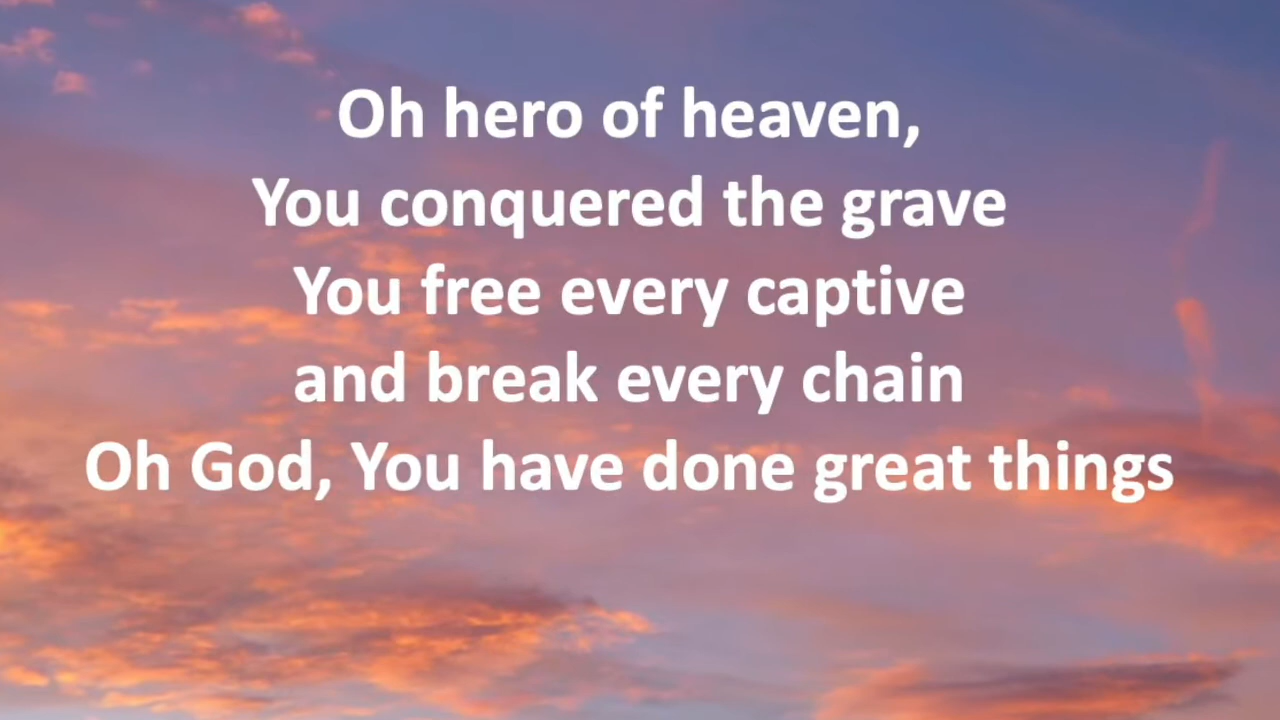 Oh hero of heaven,
You conquered the grave
You free every captive
and break every chain
Oh God, You have done great things